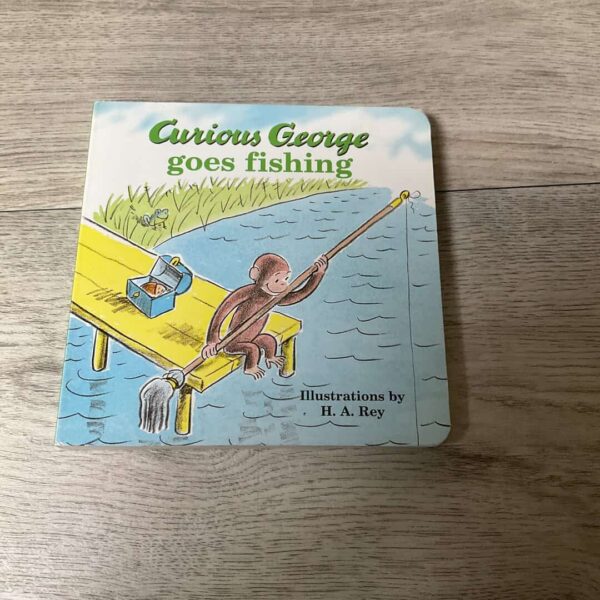 Curious George
goes fishing
Illustrations by
H. A. Rey